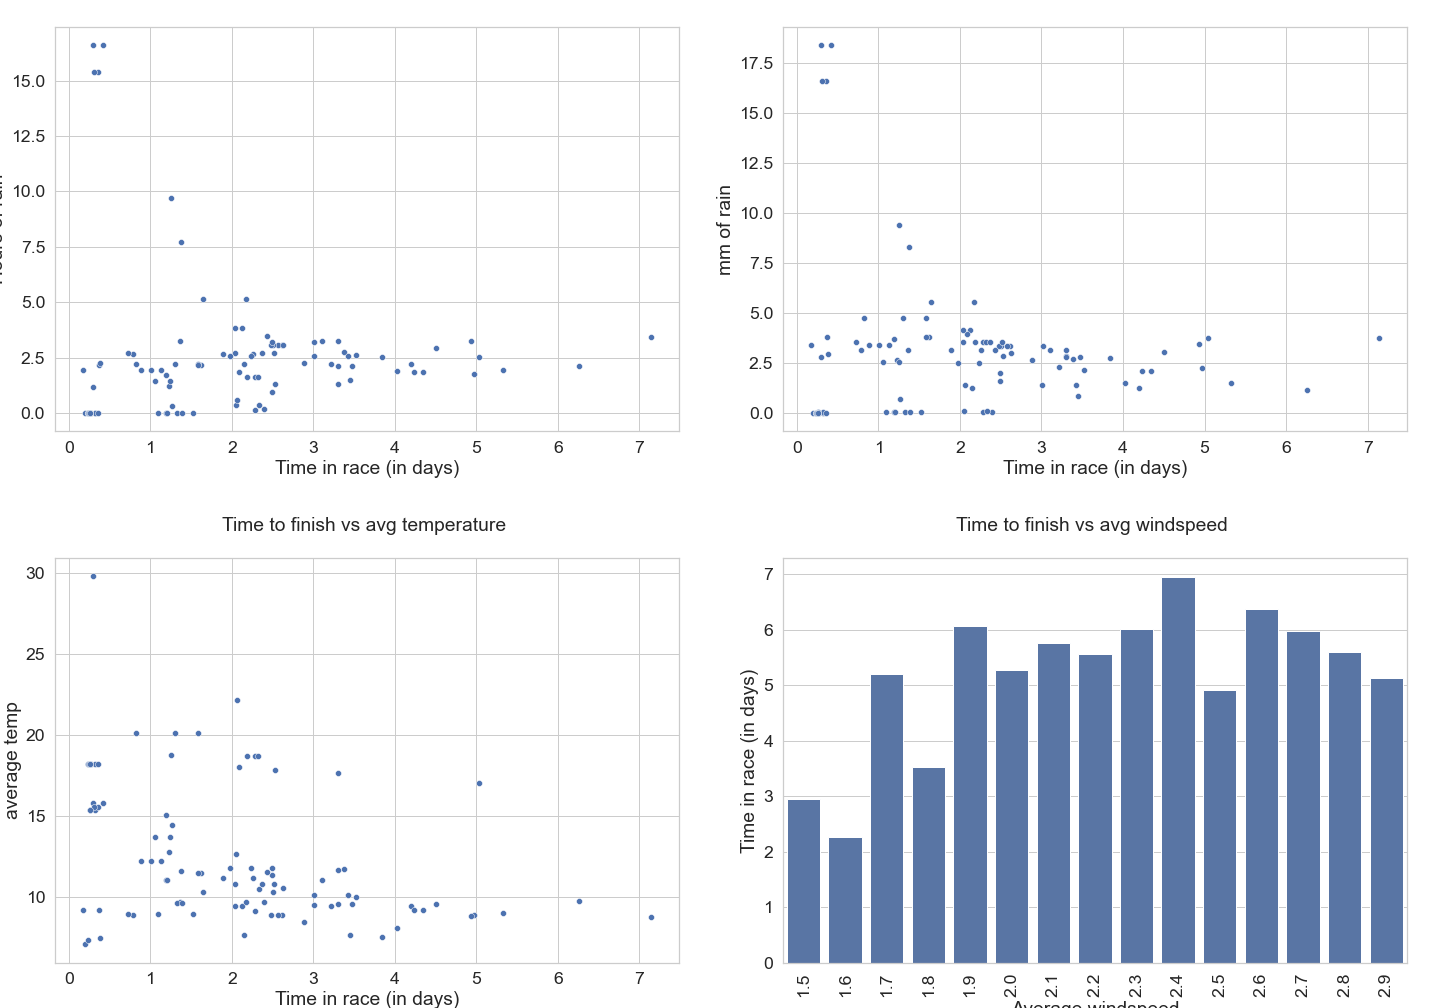 15.0
12.5
10.0
7.5
5.0
2.5
0.0
0 1 2 3 4 5 6 7
Time in race (in days)
mm of rain
17.5
15.0
12.5
10.0
7.5
5.0
2.5
0.0
0 1 2 3 4 5 6 7
Time in race (in days)
Time to finish vs avg temperature
average temp
30
25
20
15
10
0 1 2 3 4 5 6 7
Time in race (in days)
Time to finish vs avg windspeed
Time in race (in days)
7
6
5
4
3
2
1
0
1.5 1.6 1.7 1.8 1.9 2.0 2.1 2.2 2.3 2.4 2.5 2.6 2.7 2.8 2.9
Average windspeed